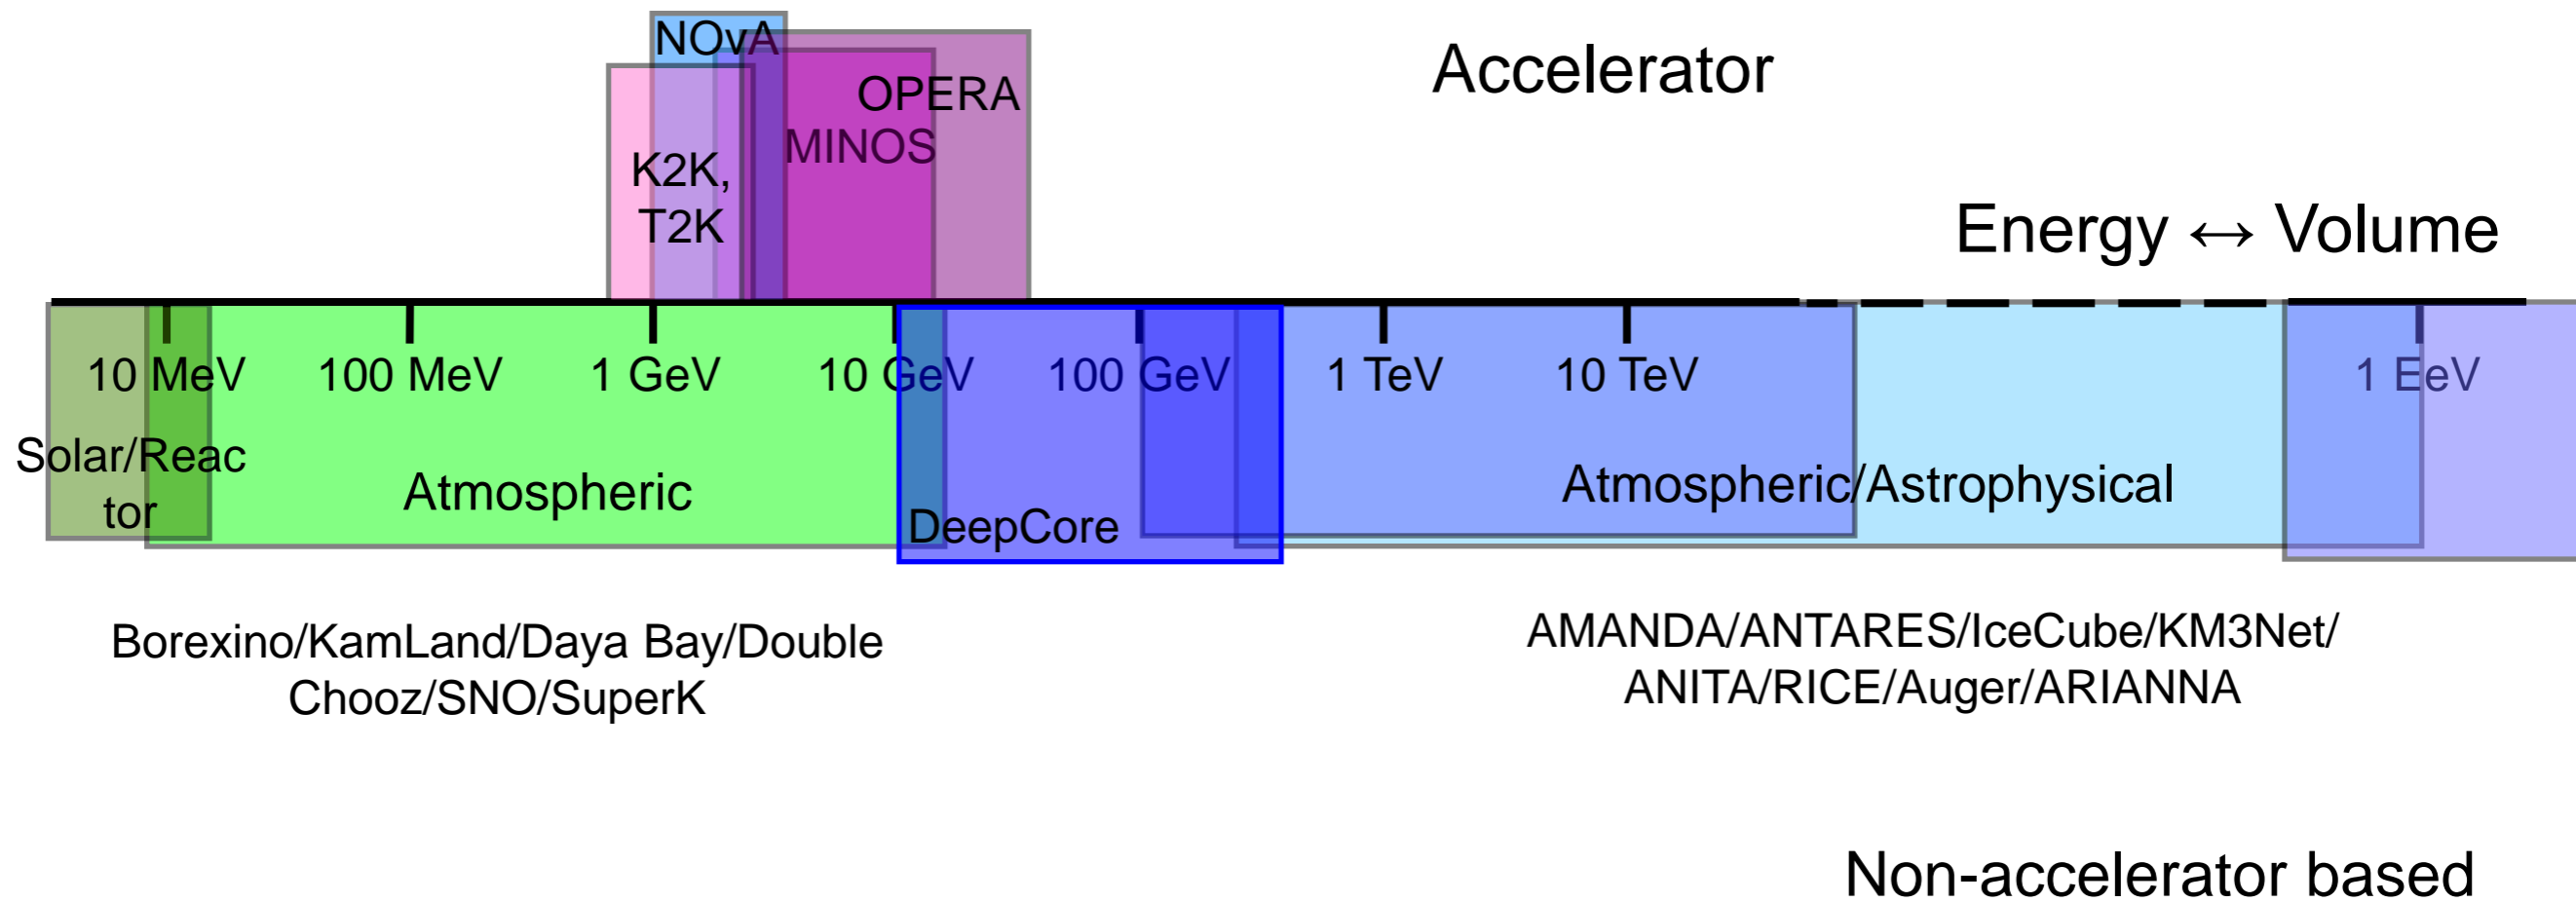 NOvA
Accelerator
OPERA
MINOS
K2K,
T2K
Energy ↔ Volume
10 MeV
100 MeV
1 GeV
10 GeV
100 GeV
1 TeV
10 TeV
1 EeV
Solar/Reac
tor
Atmospheric
DeepCore
Atmospheric/Astrophysical
Borexino/KamLand/Daya Bay/Double
Chooz/SNO/SuperK
AMANDA/ANTARES/IceCube/KM3Net/
ANITA/RICE/Auger/ARIANNA
Non-accelerator based